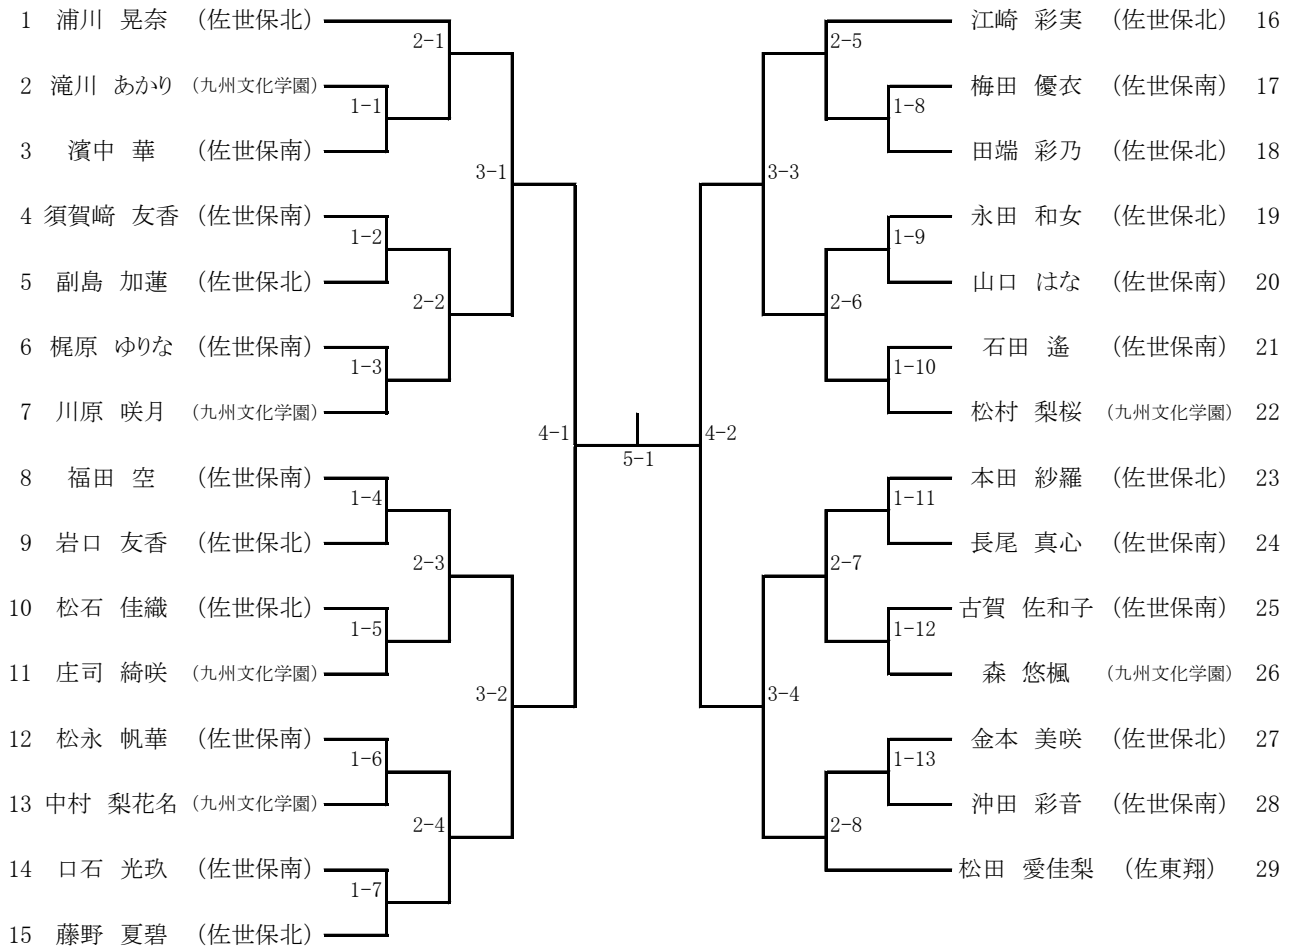 1 浦川 晃奈 (佐世保北)
2 滝川 あかり (九州文化学園)
3 濱中 華 (佐世保南)
4 須賀﨑 友香 (佐世保南)
5 副島 加蓮 (佐世保北)
6 梶原 ゆりな (佐世保南)
7 川原 咲月 (九州文化学園)
8 福田 空 (佐世保南)
9 岩口 友香 (佐世保北)
10 松石 佳織 (佐世保北)
11 庄司 綺咲 (九州文化学園)
12 松永 帆華 (佐世保南)
13 中村 梨花名 (九州文化学園)
14 口石 光玖 (佐世保南)
15 藤野 夏碧 (佐世保北)
1-1
1-2
1-3
1-4
1-5
1-6
1-7
2-1
2-2
2-3
2-4
3-1
3-2
4-1
5-1
4-2
3-3
3-4
2-5
2-6
2-7
2-8
1-8
1-9
1-10
1-11
1-12
1-13
江崎 彩実 (佐世保北) 16
梅田 優衣 (佐世保南) 17
田端 彩乃 (佐世保北) 18
永田 和女 (佐世保北) 19
山口 はな (佐世保南) 20
石田 遙 (佐世保南) 21
松村 梨桜 (九州文化学園) 22
本田 紗羅 (佐世保北) 23
長尾 真心 (佐世保南) 24
古賀 佐和子 (佐世保南) 25
森 悠楓 (九州文化学園) 26
金本 美咲 (佐世保北) 27
沖田 彩音 (佐世保南) 28
松田 愛佳梨 (佐東翔) 29